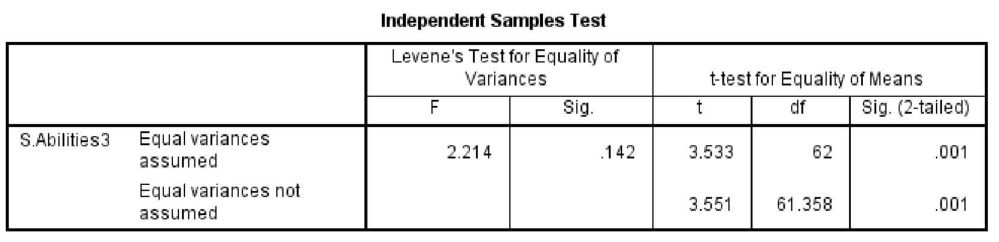 Independent Samples Test
Levene's Test for Equality of
Variances
t-test for Equality of Means
F Sig. t df Sig. (2-tailed)
S.Abilities3 Equal variances
assumed 2.214 .142 3.533 62 .001
Equal variances not
assumed 3.551 61.358 .001